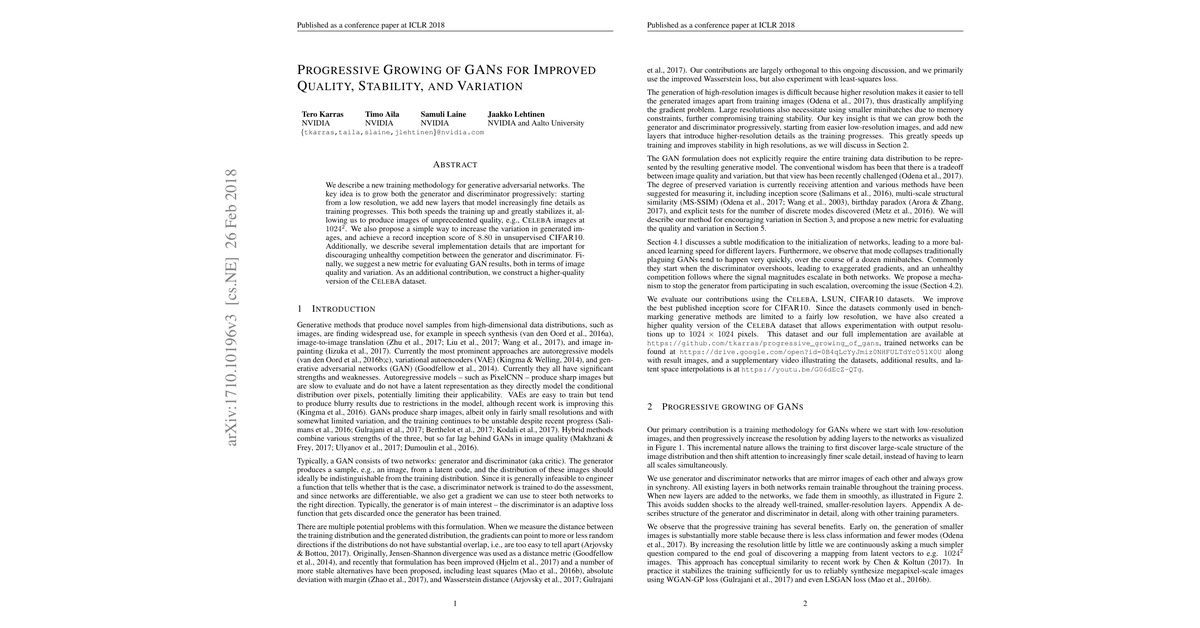 Published as a conference paper at ICLR 2018
PROGRESSIVE GROWING OF GANS FOR IMPROVED
QUALITY, STABILITY, AND VARIATION
Tero Karras Timo Aila Samuli Laine Jaakko Lehtinen
NVIDIA NVIDIA NVIDIA NVIDIA and Aalto University
{tkarras,taila,slaine,jlehtinen}@nvidia.com
ABSTRACT
We describe a new training methodology for generative adversarial networks. The
key idea is to grow both the generator and discriminator progressively: starting
from a low resolution, we add new layers that model increasingly fine details as
training progresses. This both speeds the training up and greatly stabilizes it, al-
lowing us to produce images of unprecedented quality, e.g., CELEBA images at
1024². We also propose a simple way to increase the variation in generated im-
ages, and achieve a record inception score of 8.80 in unsupervised CIFAR10.
Additionally, we describe several implementation details that are important for
discouraging unhealthy competition between the generator and discriminator. Fi-
nally, we suggest a new metric for evaluating GAN results, both in terms of image
quality and variation. As an additional contribution, we construct a higher-quality
version of the CELEBA dataset.
1 INTRODUCTION
Generative methods that produce novel samples from high-dimensional data distributions, such as
images, are finding widespread use, for example in speech synthesis (van den Oord et al., 2016a),
image-to-image translation (Zhu et al., 2017; Liu et al., 2017; Wang et al., 2017), and image in-
painting (Iizuka et al., 2017). Currently the most prominent approaches are autoregressive models
(van den Oord et al., 2016b;c), variational autoencoders (VAE) (Kingma & Welling, 2014), and gen-
erative adversarial networks (GAN) (Goodfellow et al., 2014). Currently they all have significant
strengths and weaknesses. Autoregressive models – such as PixelCNN – produce sharp images but
are slow to evaluate and do not have a latent representation as they directly model the conditional
distribution over pixels, potentially limiting their applicability. VAEs are easy to train but tend
to produce blurry results due to restrictions in the model, although recent work is improving this
(Kingma et al., 2016). GANs produce sharp images, albeit only in fairly small resolutions and with
somewhat limited variation, and the training continues to be unstable despite recent progress (Sali-
mans et al., 2016; Gulrajani et al., 2017; Berthelot et al., 2017; Kodali et al., 2017). Hybrid methods
combine various strengths of the three, but so far lag behind GANs in image quality (Makhzani &
Frey, 2017; Ulyanov et al., 2017; Dumoulin et al., 2016).
Typically, a GAN consists of two networks: generator and discriminator (aka critic). The generator
produces a sample, e.g., an image, from a latent code, and the distribution of these images should
ideally be indistinguishable from the training distribution. Since it is generally infeasible to engineer
a function that tells whether that is the case, a discriminator network is trained to do the assessment,
and since networks are differentiable, we also get a gradient we can use to steer both networks to
the right direction. Typically, the generator is of main interest – the discriminator is an adaptive loss
function that gets discarded once the generator has been trained.
There are multiple potential problems with this formulation. When we measure the distance between
the training distribution and the generated distribution, the gradients can point to more or less random
directions if the distributions do not have substantial overlap, i.e., are too easy to tell apart (Arjovsky
& Bottou, 2017). Originally, Jensen-Shannon divergence was used as a distance metric (Goodfellow
et al., 2014), and recently that formulation has been improved (Hjelm et al., 2017) and a number of
more stable alternatives have been proposed, including least squares (Mao et al., 2016b), absolute
deviation with margin (Zhao et al., 2017), and Wasserstein distance (Arjovsky et al., 2017; Gulrajani
1
arXiv:1710.10196v3 [cs.NE] 26 Feb 2018
Published as a conference paper at ICLR 2018
et al., 2017). Our contributions are largely orthogonal to this ongoing discussion, and we primarily
use the improved Wasserstein loss, but also experiment with least-squares loss.
The generation of high-resolution images is difficult because higher resolution makes it easier to tell
the generated images apart from training images (Odena et al., 2017), thus drastically amplifying
the gradient problem. Large resolutions also necessitate using smaller minibatches due to memory
constraints, further compromising training stability. Our key insight is that we can grow both the
generator and discriminator progressively, starting from easier low-resolution images, and add new
layers that introduce higher-resolution details as the training progresses. This greatly speeds up
training and improves stability in high resolutions, as we will discuss in Section 2.
The GAN formulation does not explicitly require the entire training data distribution to be repre-
sented by the resulting generative model. The conventional wisdom has been that there is a tradeoff
between image quality and variation, but that view has been recently challenged (Odena et al., 2017).
The degree of preserved variation is currently receiving attention and various methods have been
suggested for measuring it, including inception score (Salimans et al., 2016), multi-scale structural
similarity (MS-SSIM) (Odena et al., 2017; Wang et al., 2003), birthday paradox (Arora & Zhang,
2017), and explicit tests for the number of discrete modes discovered (Metz et al., 2016). We will
describe our method for encouraging variation in Section 3, and propose a new metric for evaluating
the quality and variation in Section 5.
Section 4.1 discusses a subtle modification to the initialization of networks, leading to a more bal-
anced learning speed for different layers. Furthermore, we observe that mode collapses traditionally
plaguing GANs tend to happen very quickly, over the course of a dozen minibatches. Commonly
they start when the discriminator overshoots, leading to exaggerated gradients, and an unhealthy
competition follows where the signal magnitudes escalate in both networks. We propose a mecha-
nism to stop the generator from participating in such escalation, overcoming the issue (Section 4.2).
We evaluate our contributions using the CELEBA, LSUN, CIFAR10 datasets. We improve
the best published inception score for CIFAR10. Since the datasets commonly used in bench-
marking generative methods are limited to a fairly low resolution, we have also created a
higher quality version of the CELEBA dataset that allows experimentation with output resolu-
tions up to 1024 × 1024 pixels. This dataset and our full implementation are available at
https://github.com/tkarras/progressive_growing_of_gans, trained networks can be
found at https://drive.google.com/open?id=0B4qLcYyJmiz0NHFULTdYc05lX0U along
with result images, and a supplementary video illustrating the datasets, additional results, and la-
tent space interpolations is at https://youtu.be/G06dEcZ-QTg.
2 PROGRESSIVE GROWING OF GANS
Our primary contribution is a training methodology for GANs where we start with low-resolution
images, and then progressively increase the resolution by adding layers to the networks as visualized
in Figure 1. This incremental nature allows the training to first discover large-scale structure of the
image distribution and then shift attention to increasingly finer scale detail, instead of having to learn
all scales simultaneously.
We use generator and discriminator networks that are mirror images of each other and always grow
in synchrony. All existing layers in both networks remain trainable throughout the training process.
When new layers are added to the networks, we fade them in smoothly, as illustrated in Figure 2.
This avoids sudden shocks to the already well-trained, smaller-resolution layers. Appendix A de-
scribes structure of the generator and discriminator in detail, along with other training parameters.
We observe that the progressive training has several benefits. Early on, the generation of smaller
images is substantially more stable because there is less class information and fewer modes (Odena
et al., 2017). By increasing the resolution little by little we are continuously asking a much simpler
question compared to the end goal of discovering a mapping from latent vectors to e.g. 1024²
images. This approach has conceptual similarity to recent work by Chen & Koltun (2017). In
practice it stabilizes the training sufficiently for us to reliably synthesize megapixel-scale images
using WGAN-GP loss (Gulrajani et al., 2017) and even LSGAN loss (Mao et al., 2016b).
2